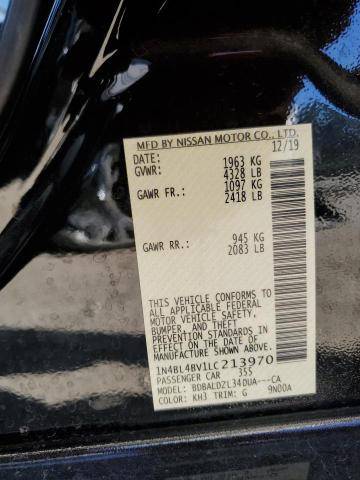 MFD BY NISSAN MOTOR CO., LTD.
DATE: 12/19
GVWR: 1963 KG
4328 LB
GAWR FR.: 1097 KG
2418 LB
GAWR RR.: 945 KG
2083 LB
THIS VEHICLE CONFORMS TO
ALL APPLICABLE FEDERAL
MOTOR VEHICLE SAFETY,
BUMPER, AND THEFT
PREVENTION STANDARDS
IN EFFECT ON THE DATE OF
MANUFACTURE SHOWN ABOVE.
1N4BL4BV1LC213970
PASSENGER CAR 355
MODEL: BDBALDZL34DUA---CA
COLOR: KH3 TRIM: G 9N00A